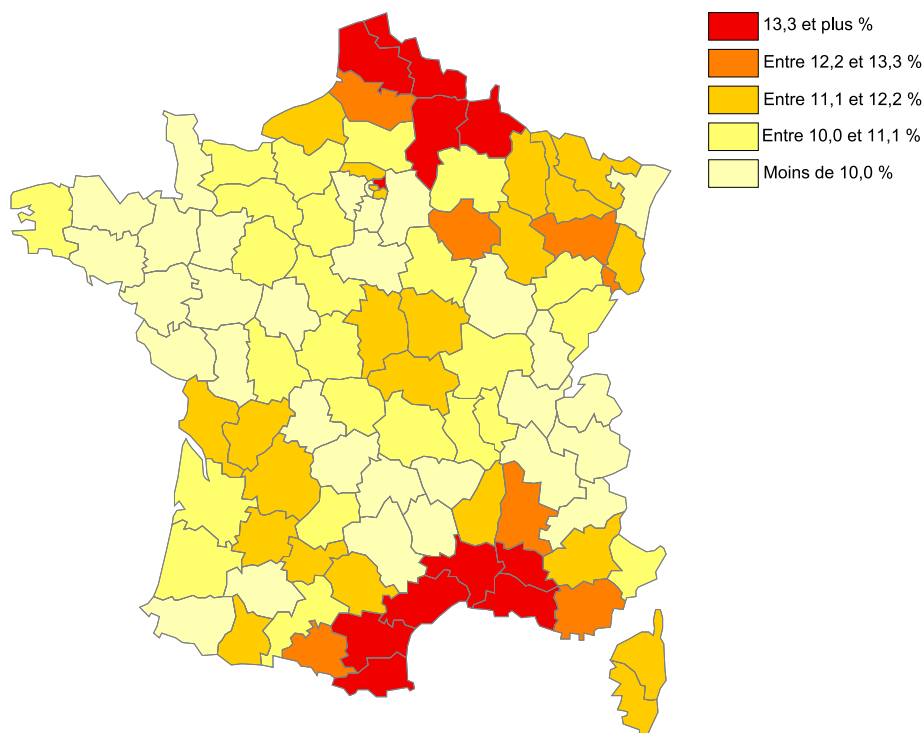 13,3 et plus %
Entre 12,2 et 13,3 %
Entre 11,1 et 12,2 %
Entre 10,0 et 11,1 %
Moins de 10,0 %